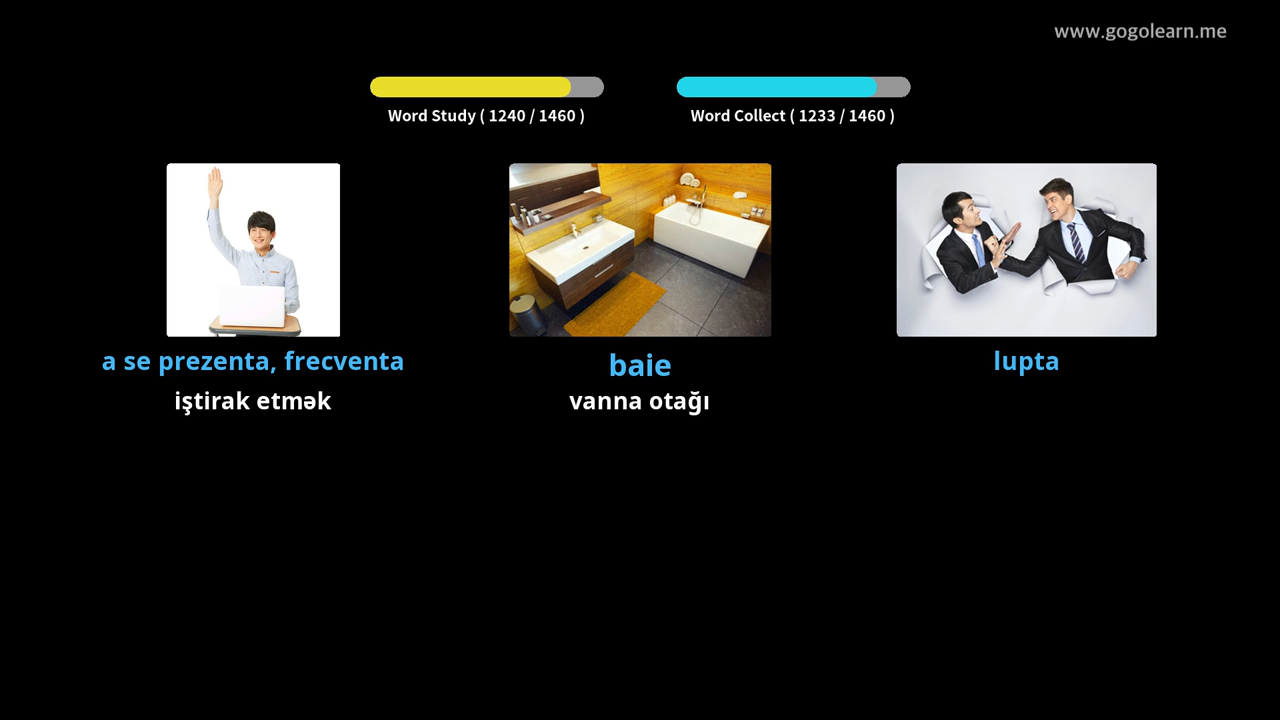 www.gogolearn.me
Word Study ( 1240 / 1460 )
Word Collect ( 1233 / 1460 )
a se prezenta, frecventa
iştirak etmək
baie
vanna otağı
lupta